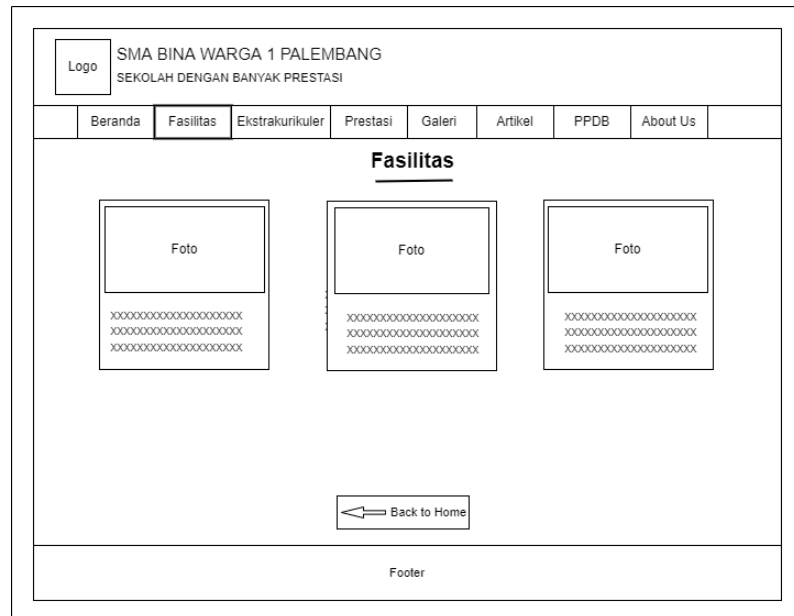 Logo
SMA BINA WARGA 1 PALEMBANG
SEKOLAH DENGAN BANYAK PRESTASI
Beranda Fasilitas Ekstrakurikuler Prestasi Galeri Artikel PPDB About Us
Fasilitas
Foto Foto Foto
XXXXXXXXXXXXXXXXXXXX XXXXXXXXXXXXXXXXXXXX XXXXXXXXXXXXXXXXXXXX
XXXXXXXXXXXXXXXXXXXX XXXXXXXXXXXXXXXXXXXX XXXXXXXXXXXXXXXXXXXX
XXXXXXXXXXXXXXXXXXXX XXXXXXXXXXXXXXXXXXXX XXXXXXXXXXXXXXXXXXXX
Back to Home
Footer